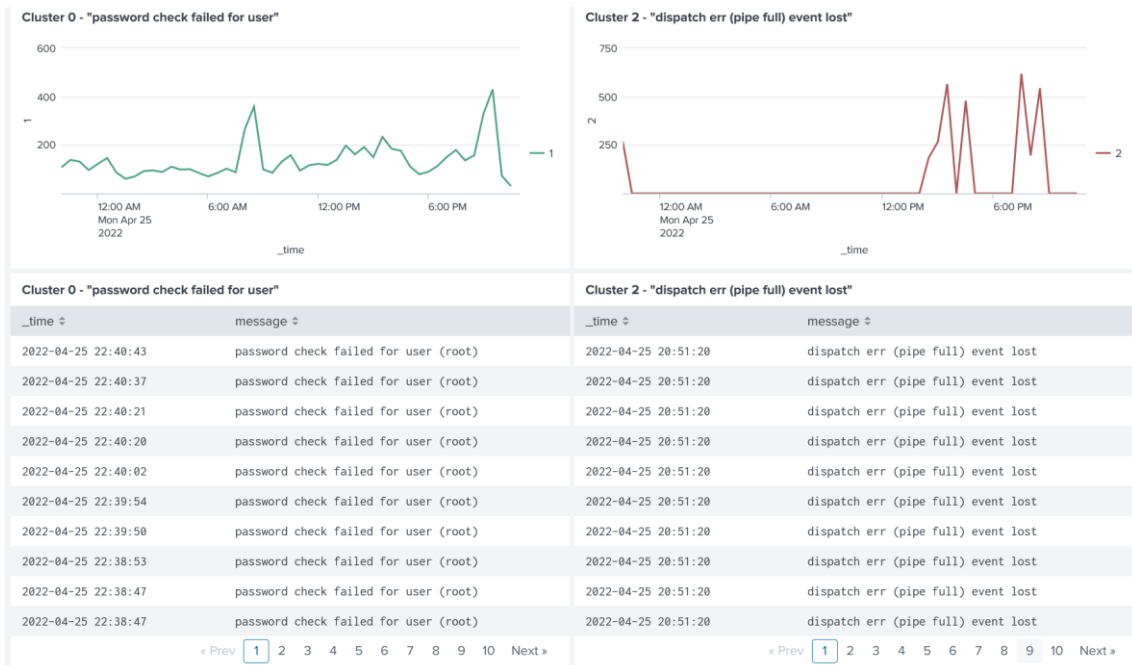 Cluster 0 - "password check failed for user"
600
400
200
1
1
12:00 AM
Mon Apr 25
2022
6:00 AM
12:00 PM
6:00 PM
_time
Cluster 2 - "dispatch err (pipe full) event lost"
750
500
250
2
2
12:00 AM
Mon Apr 25
2022
6:00 AM
12:00 PM
6:00 PM
_time
Cluster 0 - "password check failed for user"
_time message
2022-04-25 22:40:43 password check failed for user (root)
2022-04-25 22:40:37 password check failed for user (root)
2022-04-25 22:40:21 password check failed for user (root)
2022-04-25 22:40:20 password check failed for user (root)
2022-04-25 22:40:02 password check failed for user (root)
2022-04-25 22:39:54 password check failed for user (root)
2022-04-25 22:39:50 password check failed for user (root)
2022-04-25 22:38:53 password check failed for user (root)
2022-04-25 22:38:47 password check failed for user (root)
2022-04-25 22:38:47 password check failed for user (root)
« Prev 1 2 3 4 5 6 7 8 9 10 Next »
Cluster 2 - "dispatch err (pipe full) event lost"
_time message
2022-04-25 20:51:20 dispatch err (pipe full) event lost
2022-04-25 20:51:20 dispatch err (pipe full) event lost
2022-04-25 20:51:20 dispatch err (pipe full) event lost
2022-04-25 20:51:20 dispatch err (pipe full) event lost
2022-04-25 20:51:20 dispatch err (pipe full) event lost
2022-04-25 20:51:20 dispatch err (pipe full) event lost
2022-04-25 20:51:20 dispatch err (pipe full) event lost
2022-04-25 20:51:20 dispatch err (pipe full) event lost
2022-04-25 20:51:20 dispatch err (pipe full) event lost
2022-04-25 20:51:20 dispatch err (pipe full) event lost
« Prev 1 2 3 4 5 6 7 8 9 10 Next »